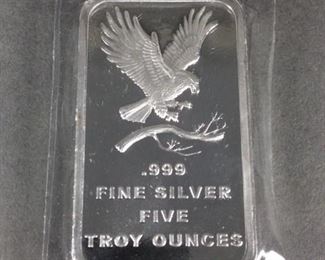 .999
FINE SILVER
FIVE
TROY OUNCES